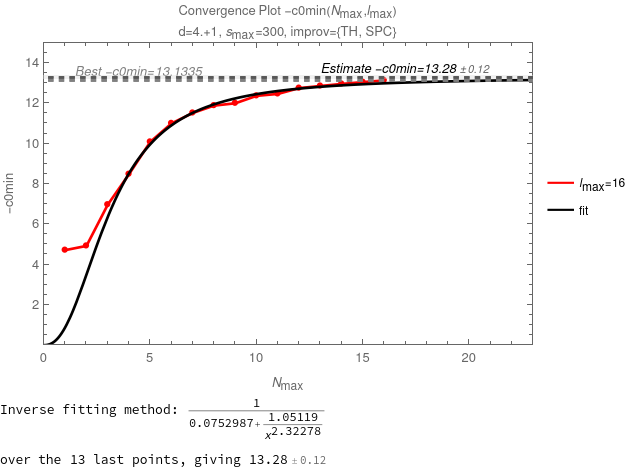 Convergence Plot −c0min(Nmax,lmax)
d=4.+1, smax=300, improv={TH, SPC}
Best −c0min=13.1335
Estimate −c0min=13.28 ±0.12
14
12
10
8
6
4
2
−c0min
0 5 10 15 20
Nmax
lmax=16
fit
Inverse fitting method: 1
0.0752987+ 1.05119
x2.32278
over the 13 last points, giving 13.28 ±0.12